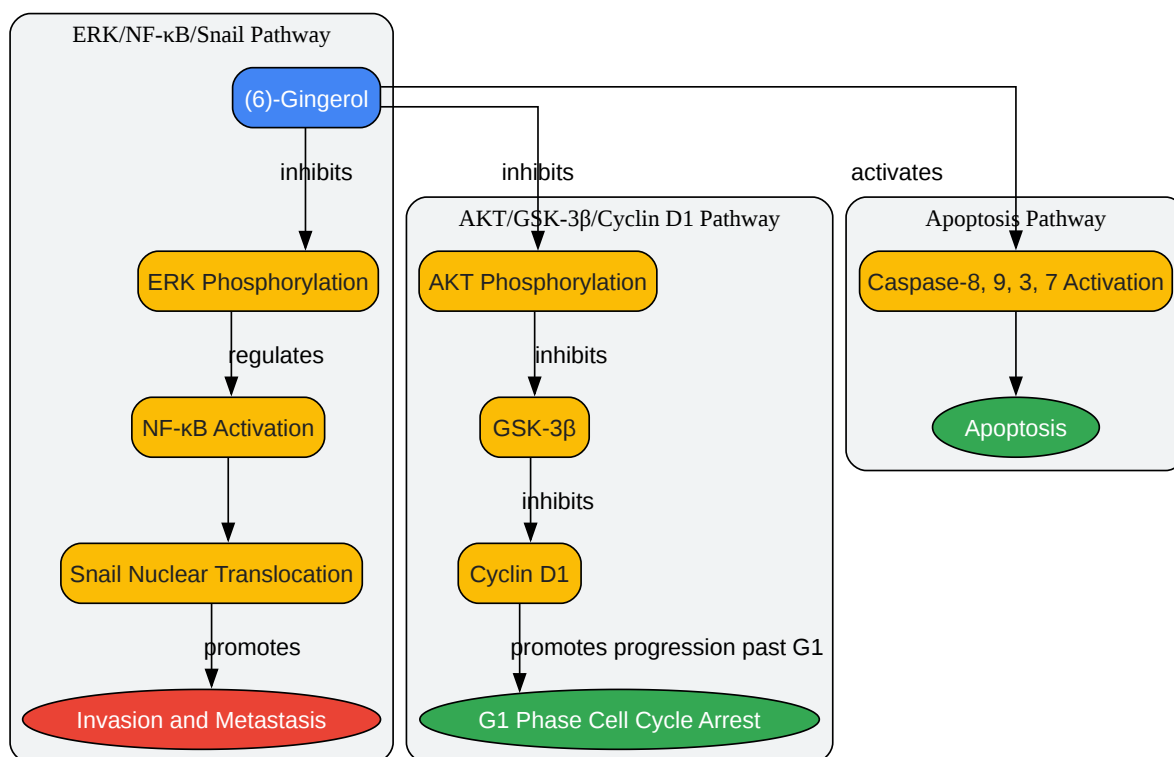 ERK/NF-κB/Snail Pathway
(6)-Gingerol
inhibits
inhibits
activates
AKT/GSK-3β/Cyclin D1 Pathway
Apoptosis Pathway
ERK Phosphorylation
AKT Phosphorylation
Caspase-8, 9, 3, 7 Activation
regulates
inhibits
NF-κB Activation
GSK-3β
Apoptosis
inhibits
Snail Nuclear Translocation
Cyclin D1
promotes
promotes progression past G1
Invasion and Metastasis
G1 Phase Cell Cycle Arrest